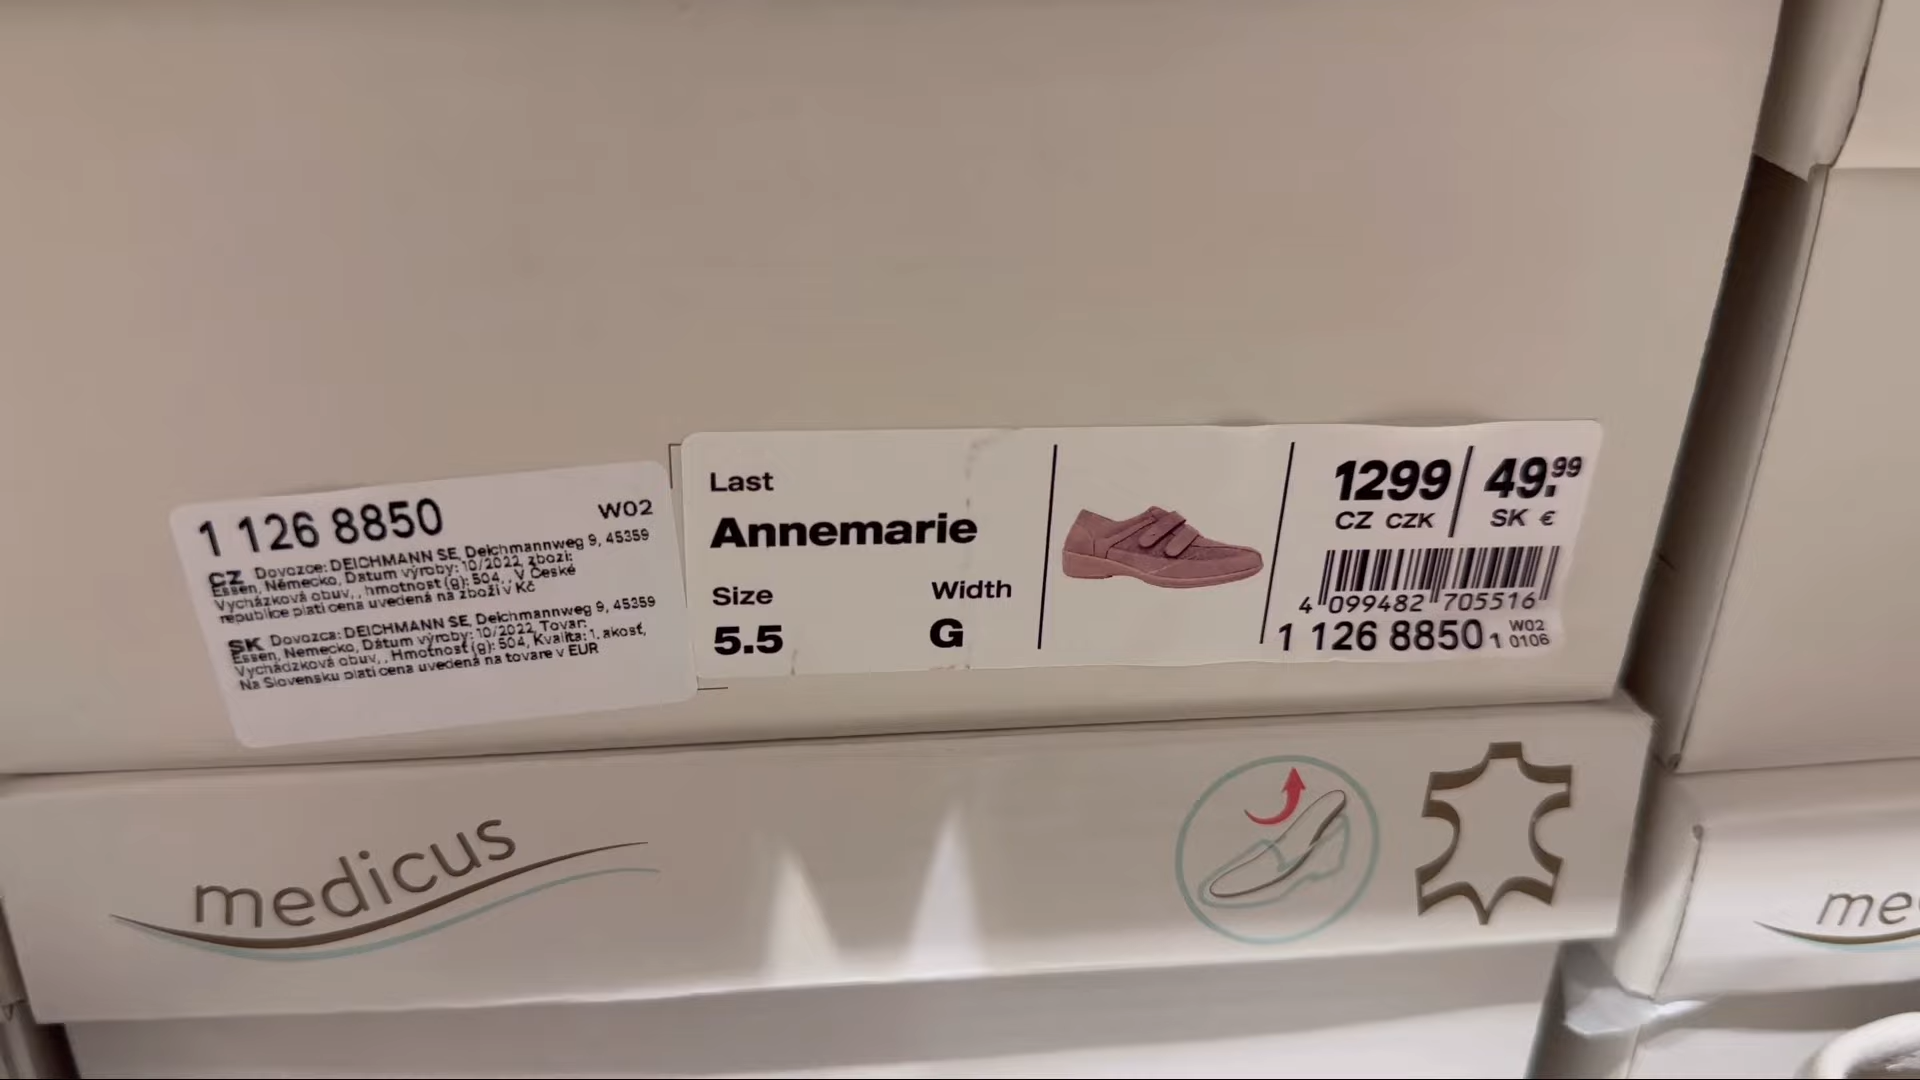 1 126 8850 W02
CZ Dovozce: DEICHMANN SE, Deichmannweg 9, 45359
Essen, Německo, Datum výroby: 10/2022, zboží:
Vycházková obuv, , hmotnost (g): 504, , V České
republice platí cena uvedená na zboží v Kč
SK Dovozca: DEICHMANN SE, Deichmannweg 9, 45359
Essen, Nemecko, Dátum výroby: 10/2022, Tovar:
Vychádzková obuv, , Hmotnosť (g): 504, Kvalita: 1. akosť,
Na Slovensku platí cena uvedená na tovare v EUR
Last
Annemarie
Size Width
5.5 G
1299 49.99
CZ CZK SK €
4 099482 705516
1 126 8850 1 W02 0106
medicus
me